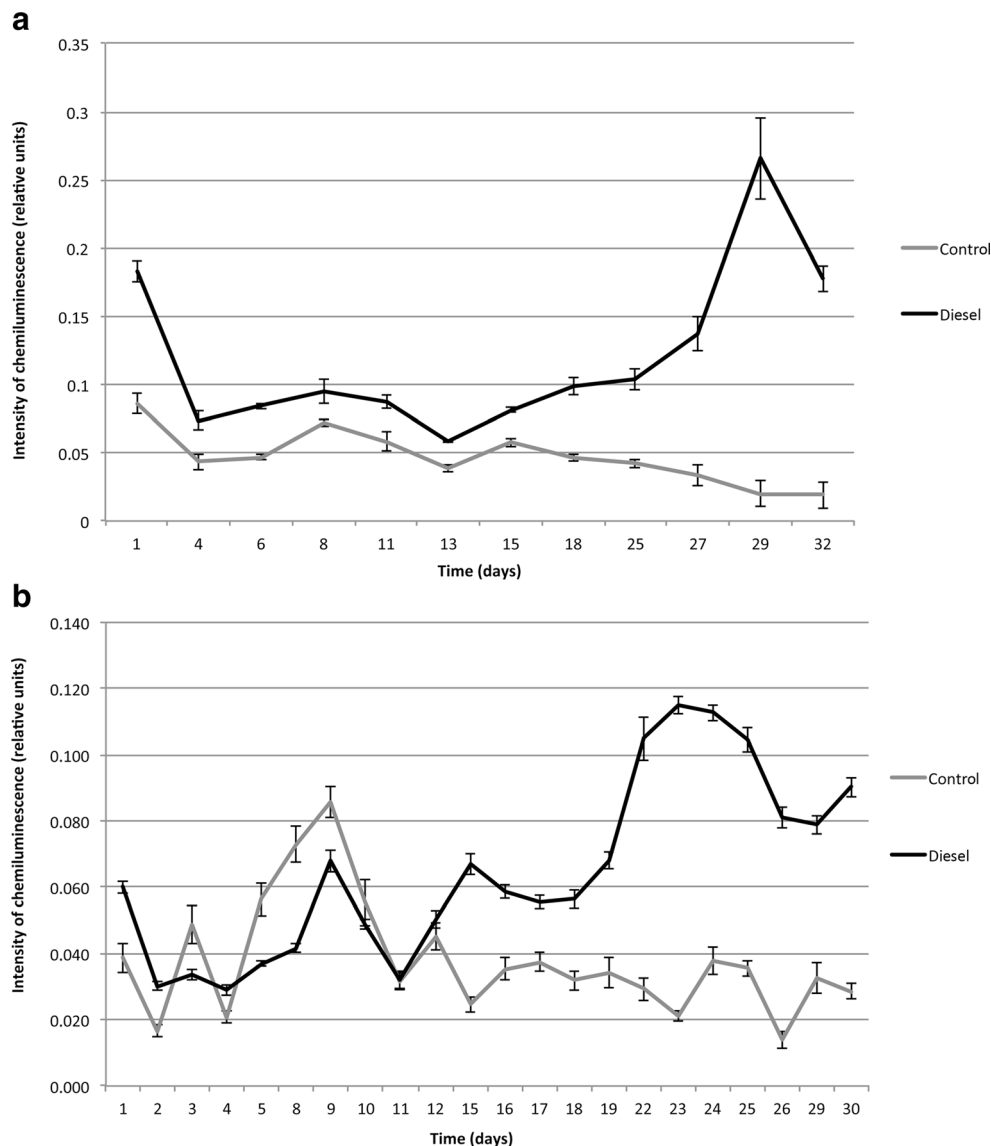 a
Intensity of chemiluminescence (relative units)
0.35
0.3
0.25
0.2
0.15
0.1
0.05
0
1 4 6 8 11 13 15 18 25 27 29 32
Time (days)
Control
Diesel
b
Intensity of chemiluminescence (relative units)
0.140
0.120
0.100
0.080
0.060
0.040
0.020
0.000
1 2 3 4 5 8 9 10 11 12 15 16 17 18 19 22 23 24 25 26 29 30
Time (days)
Control
Diesel